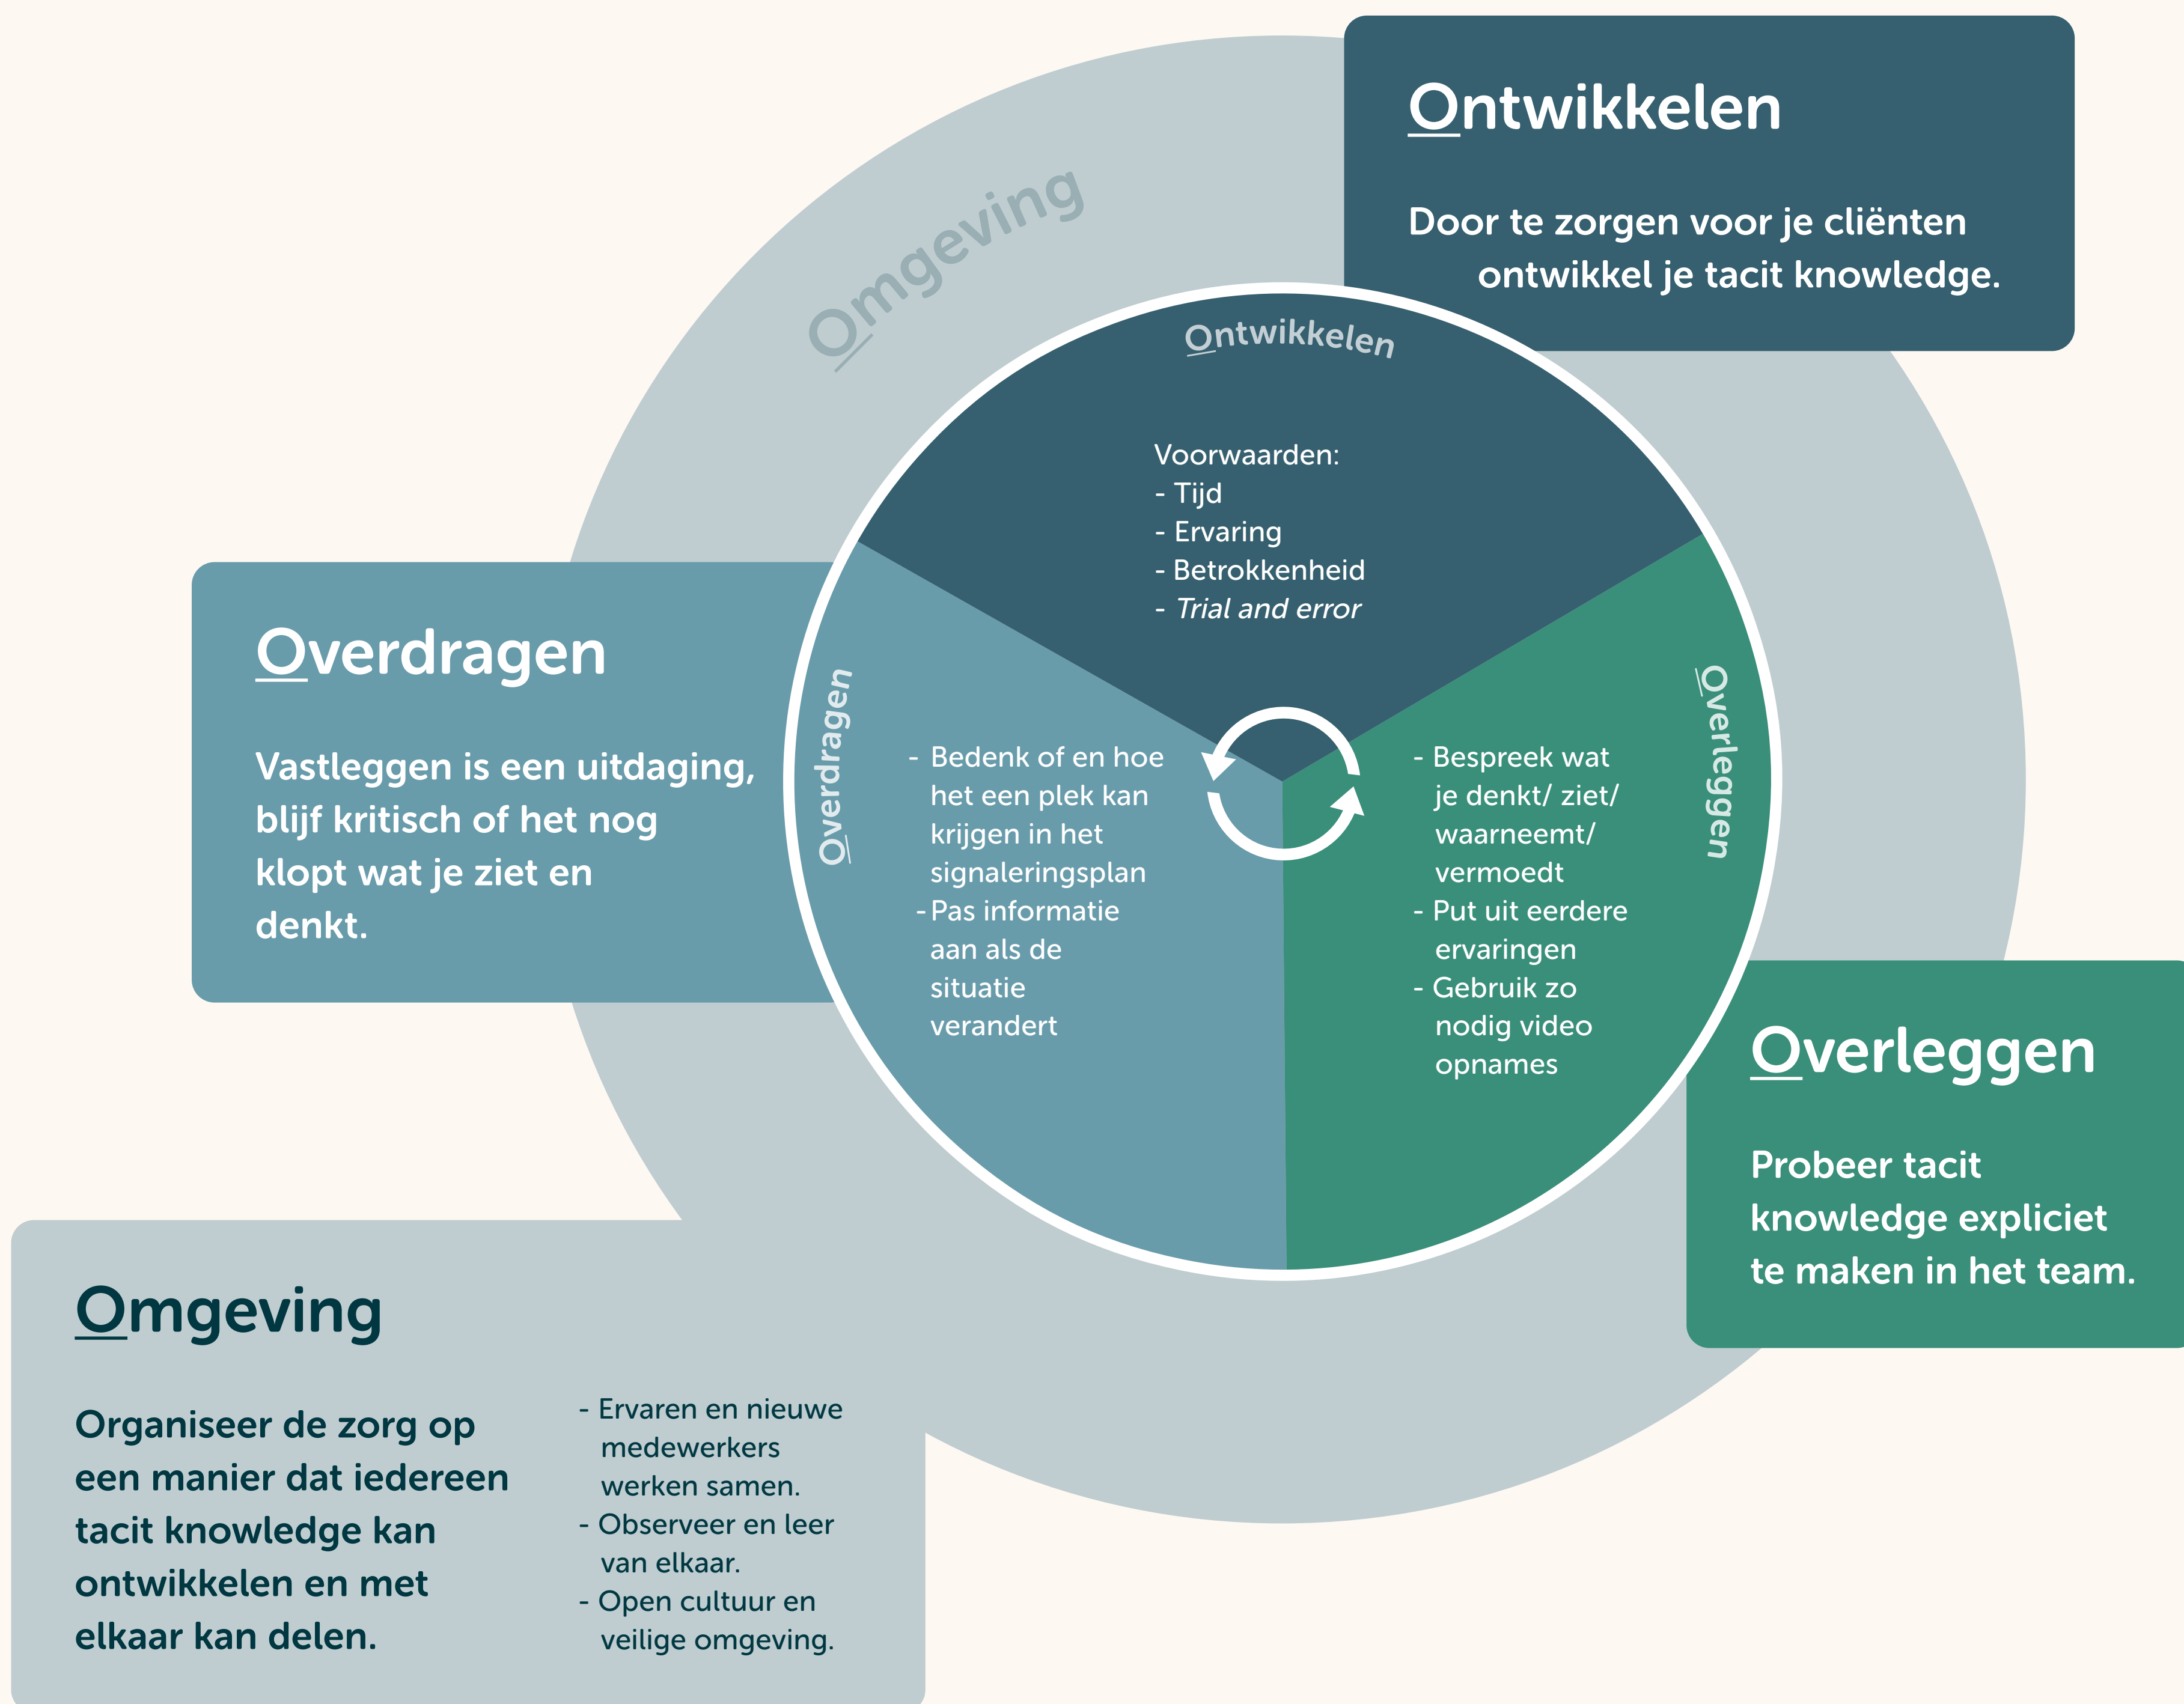 Ontwikkelen
Door te zorgen voor je cliënten
ontwikkel je tacit knowledge.
Omgeving
Ontwikkelen
Voorwaarden:
- Tijd
- Ervaring
- Betrokkenheid
- Trial and error
Overdragen
Vastleggen is een uitdaging,
blijf kritisch of het nog
klopt wat je ziet en
denkt.
Overdragen
- Bedenk of en hoe
het een plek kan
krijgen in het
signaleringsplan
- Pas informatie
aan als de
situatie
verandert
Overleggen
- Bespreek wat
je denkt/ ziet/
waarneemt/
vermoedt
- Put uit eerdere
ervaringen
- Gebruik zo
nodig video
opnames
Overleggen
Probeer tacit
knowledge expliciet
te maken in het team.
Omgeving
Organiseer de zorg op
een manier dat iedereen
tacit knowledge kan
ontwikkelen en met
elkaar kan delen.
- Ervaren en nieuwe
medewerkers
werken samen.
- Observeer en leer
van elkaar.
- Open cultuur en
veilige omgeving.